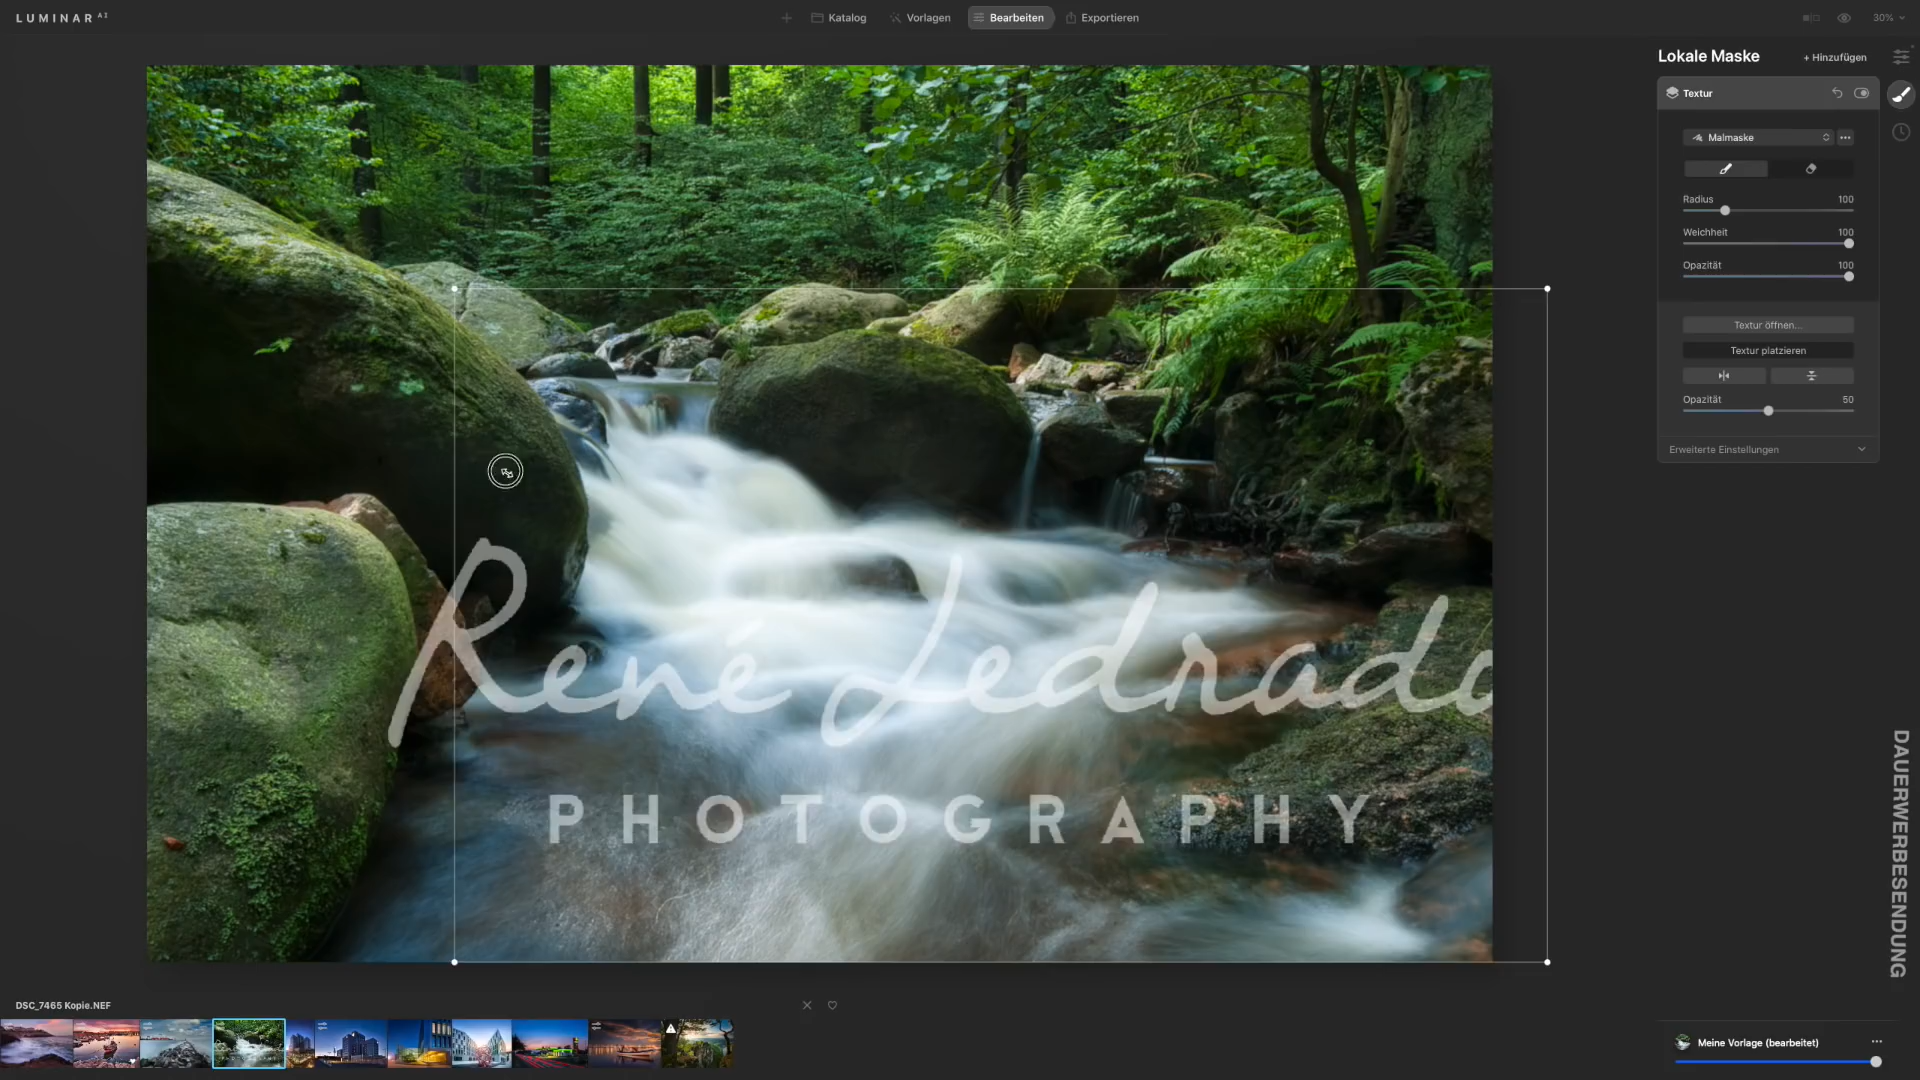 LUMINAR AI
Katalog
Vorlagen
Bearbeiten
Exportieren
30%
Lokale Maske
+ Hinzufügen
Textur
Malmaske
Radius 100
Weichheit 100
Opazität 100
Textur öffnen...
Textur platzieren
Opazität 50
Erweiterte Einstellungen
René
PHOTOGRAPHY
DAUERWERBESENDUNG
DSC_7465 Kopie.NEF
Meine Vorlage (bearbeitet)